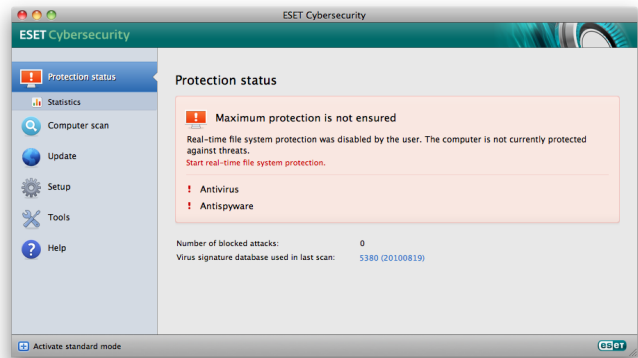 ESET Cybersecurity
ESET Cybersecurity
Protection status
Statistics
Computer scan
Update
Setup
Tools
Help
Protection status
Maximum protection is not ensured
Real-time file system protection was disabled by the user. The computer is not currently protected
against threats.
Start real-time file system protection.
! Antivirus
! Antispyware
Number of blocked attacks: 0
Virus signature database used in last scan: 5380 (20100819)
Activate standard mode
eset